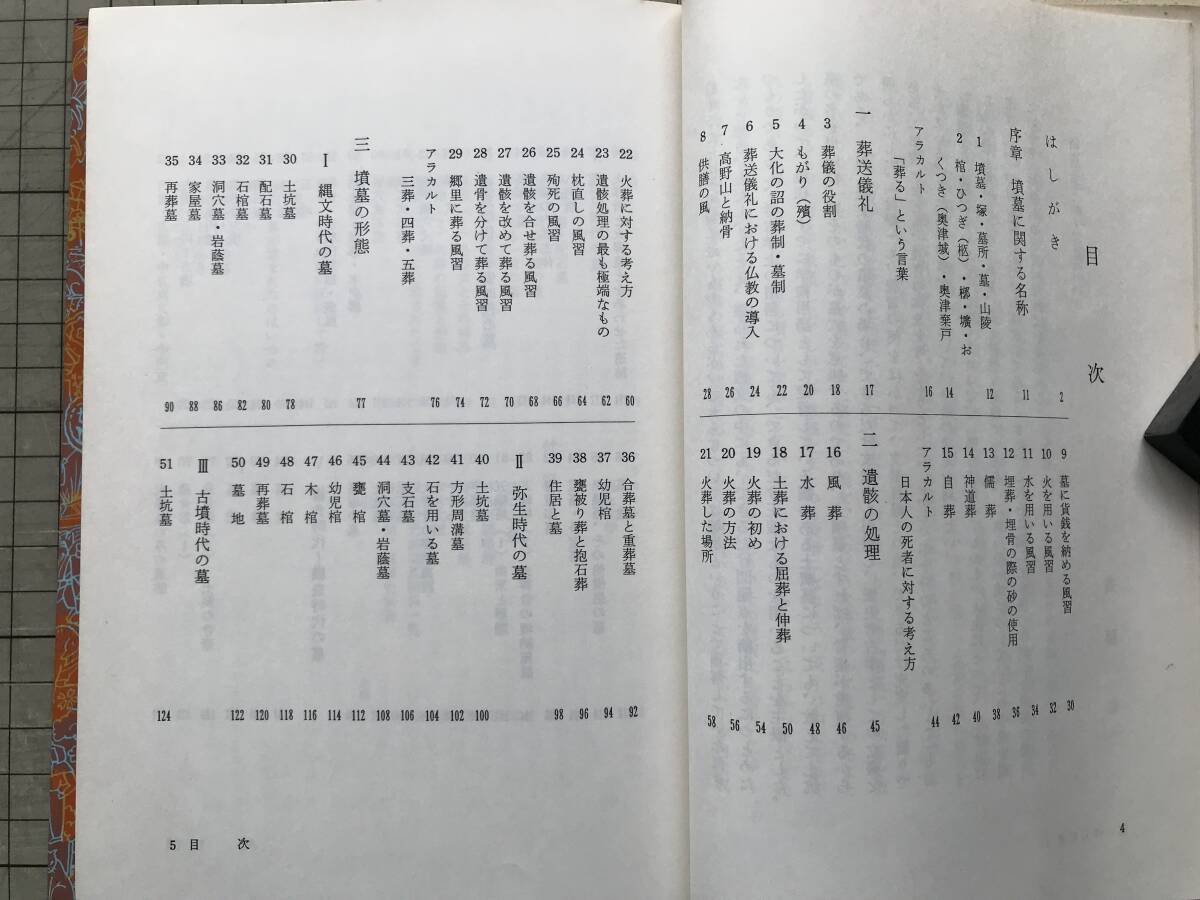 目　次
はしがき 2
序章　墳墓に関する名称 11
1　墳墓・塚・墓所・墓・山陵 12
2　棺・ひつぎ（柩）・槨・壙・お
くつき（奥津城）・奥津棄戸 14
アラカルト
「葬る」という言葉 16
一　葬送儀礼 17
3　葬儀の役割 18
4　もがり（殯） 20
5　大化の詔の葬制・墓制 22
6　葬送儀礼における仏教の導入 24
7　高野山と納骨 26
8　供膳の風 28
9　墓に貨銭を納める風習 30
10　火を用いる風習 32
11　水を用いる風習 34
12　埋葬・埋骨の際の砂の使用 36
13　儒葬 38
14　神道葬 40
15　自葬 42
アラカルト
日本人の死者に対する考え方 44
二　遺骸の処理 45
16　風葬 46
17　水葬 48
18　土葬における屈葬と伸葬 50
19　火葬の初め 54
20　火葬の方法 56
21　火葬した場所 58
4
22　火葬に対する考え方 60
23　遺骸処理の最も極端なもの 62
24　枕直しの風習 64
25　殉死の風習 66
26　遺骸を合せ葬る風習 68
27　遺骸を改めて葬る風習 70
28　遺骨を分けて葬る風習 72
29　郷里に葬る風習 74
アラカルト
三葬・四葬・五葬 76
三　墳墓の形態 77
Ⅰ　縄文時代の墓
30　土坑墓 78
31　配石墓 80
32　石棺墓 82
33　洞穴墓・岩蔭墓 86
34　家屋墓 88
35　再葬墓 90
36　合葬墓と重葬墓 92
37　幼児棺 94
38　甕被り葬と抱石葬 96
39　住居と墓 98
Ⅱ　弥生時代の墓
40　土坑墓 100
41　方形周溝墓 102
42　石を用いる墓 104
43　支石墓 106
44　洞穴墓・岩蔭墓 108
45　甕棺 112
46　幼児棺 114
47　木棺 116
48　石棺 118
49　再葬墓 120
50　墓地 122
Ⅲ　古墳時代の墓
51　土坑墓 124
5　目　次